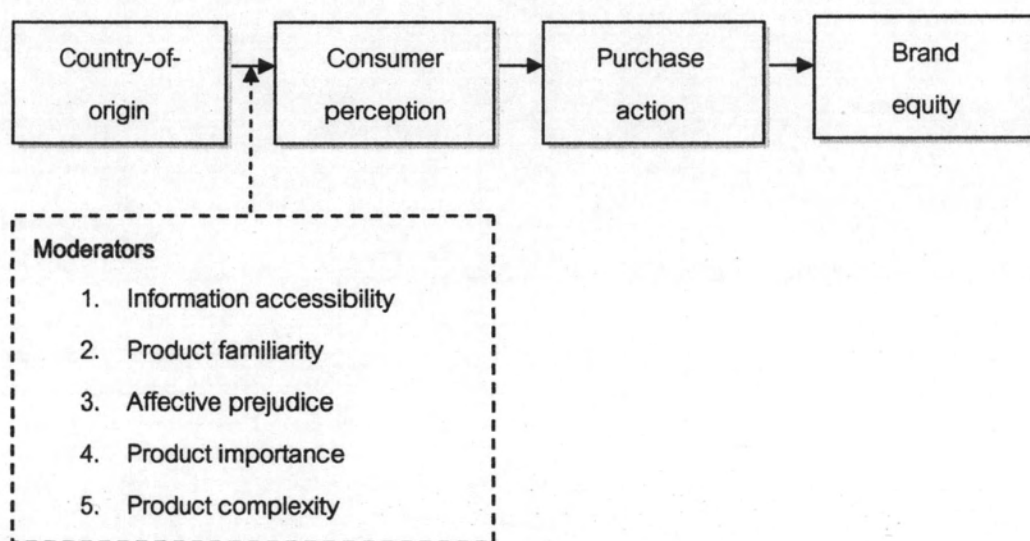 Country-of-
origin
Consumer
perception
Purchase
action
Brand
equity
Moderators
1. Information accessibility
2. Product familiarity
3. Affective prejudice
4. Product importance
5. Product complexity